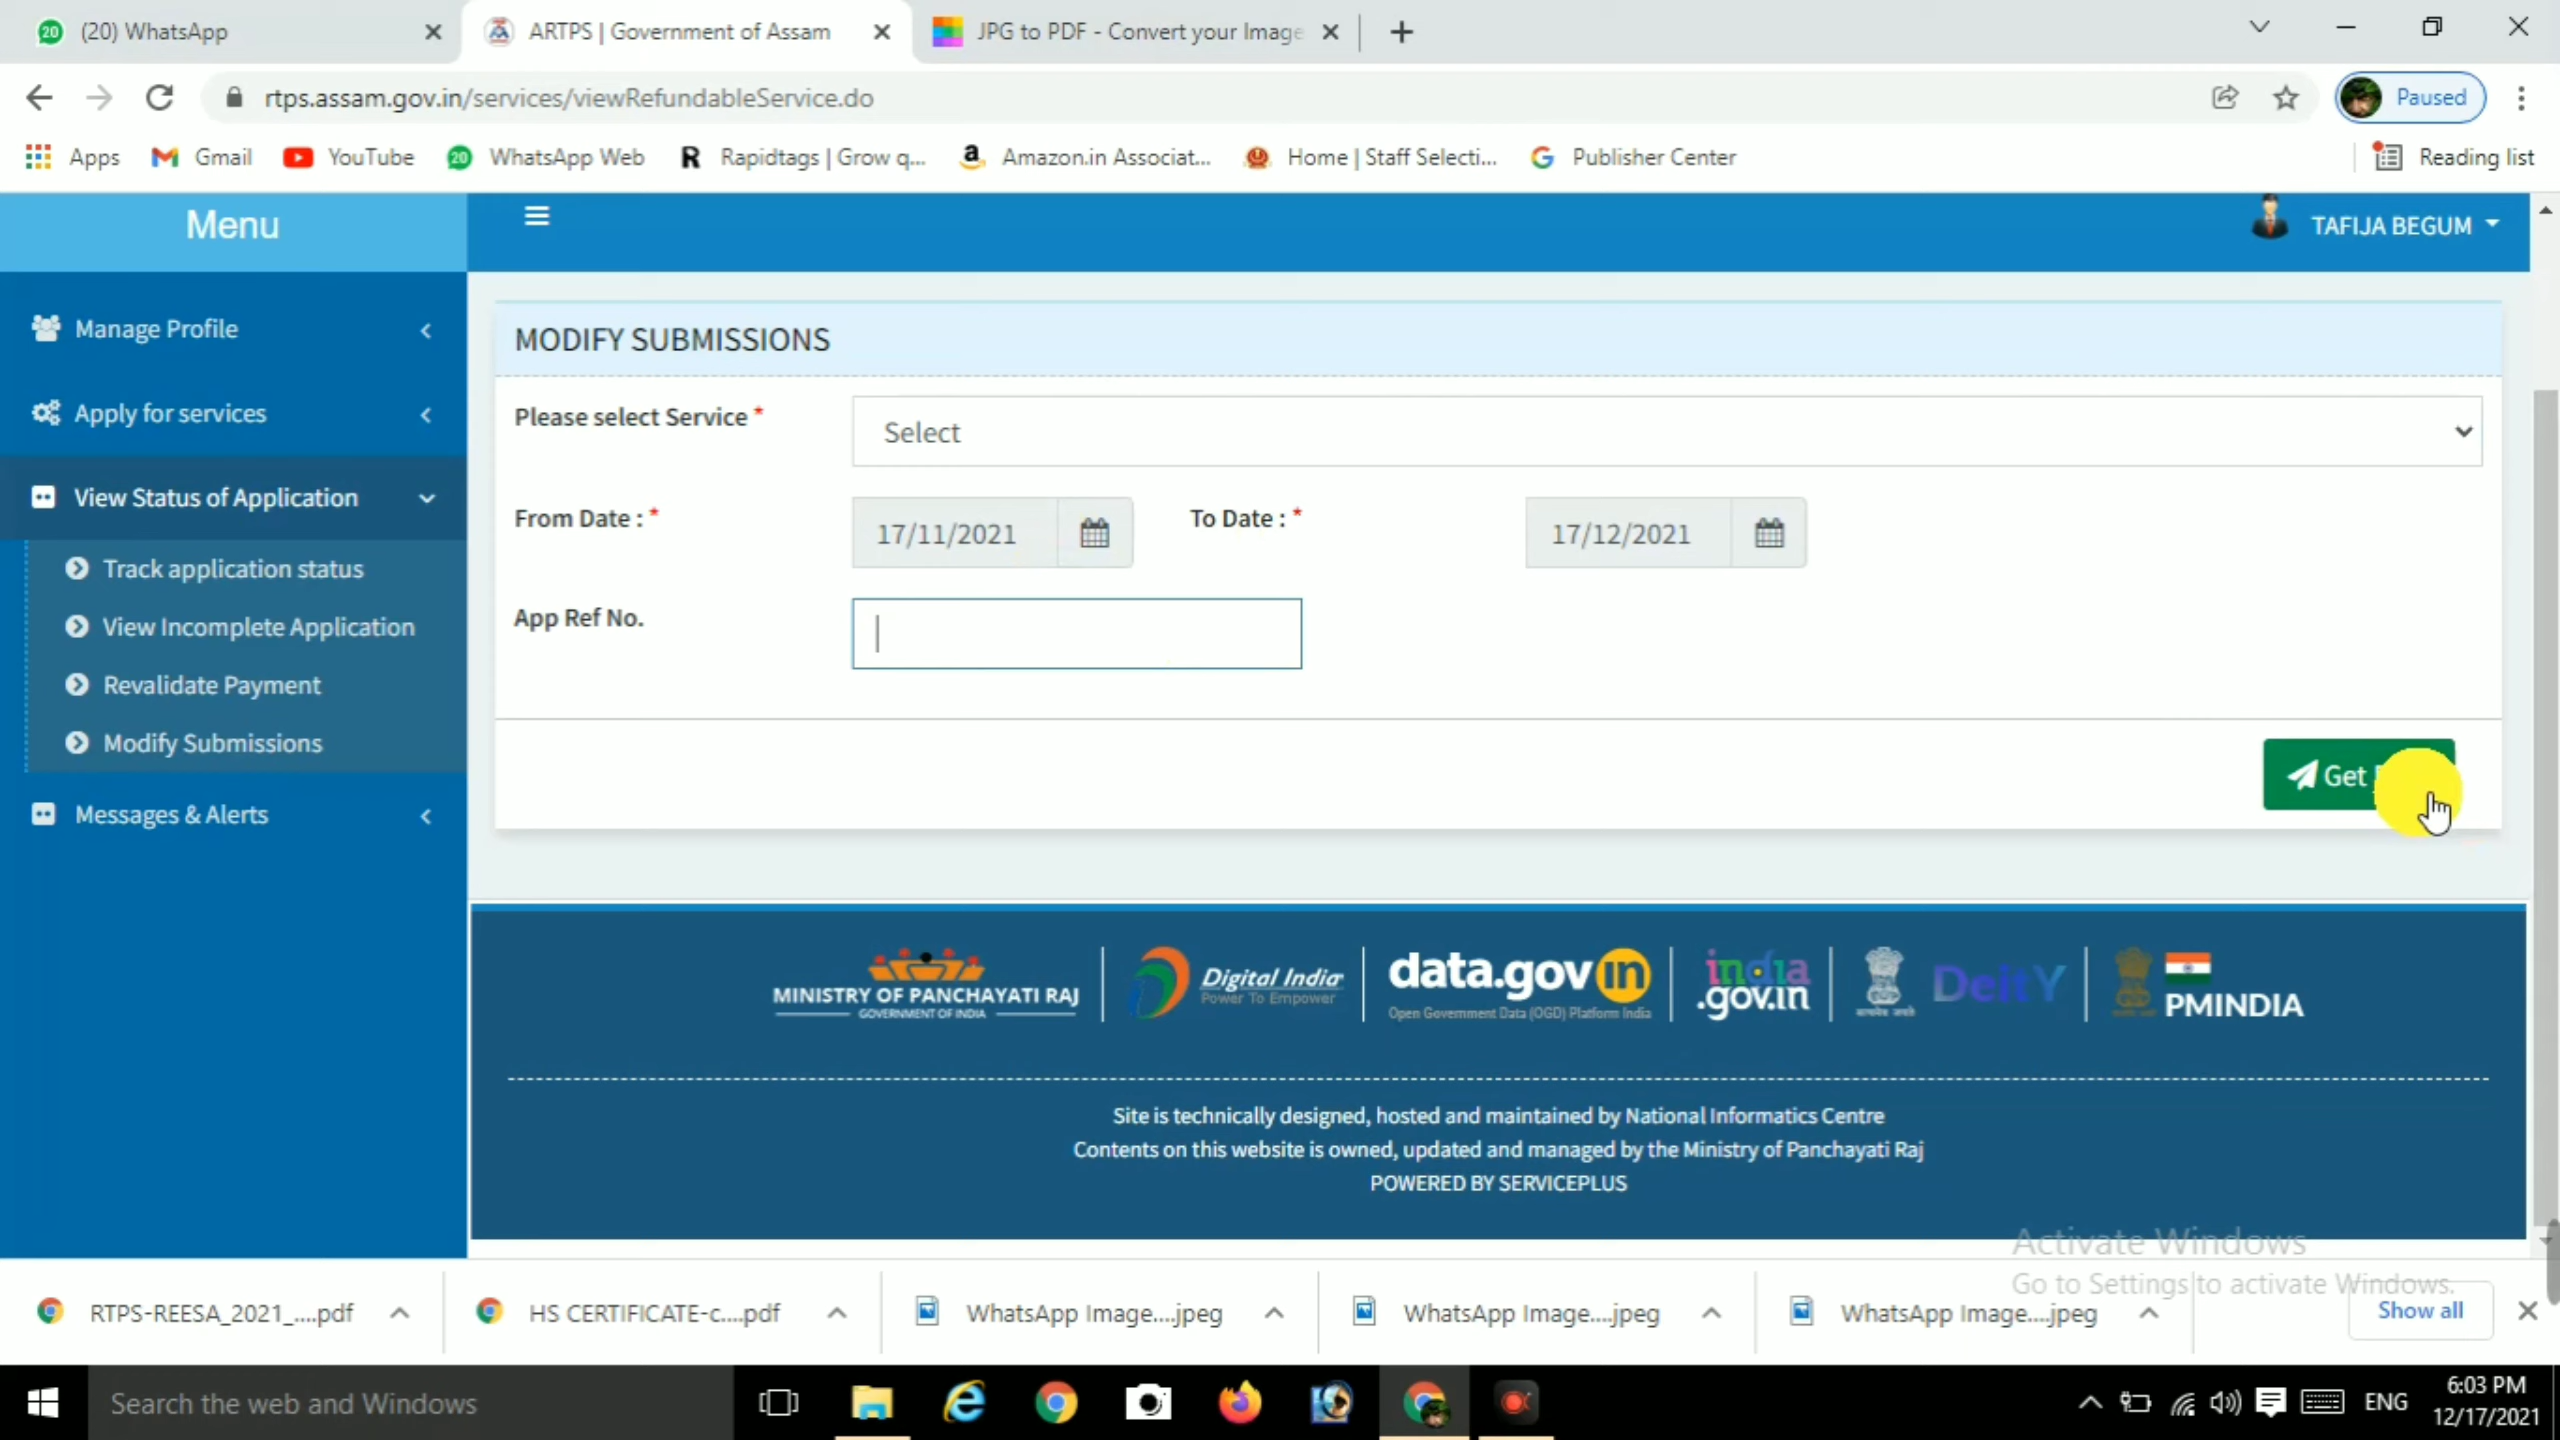 20 (20) WhatsApp
ARTPS | Government of Assam
JPG to PDF - Convert your Image
rtps.assam.gov.in/services/viewRefundableService.do
Paused
Apps
Gmail
YouTube
20 WhatsApp Web
R Rapidtags | Grow q...
a Amazon.in Associat...
Home | Staff Selecti...
G Publisher Center
Reading list
Menu
TAFIJA BEGUM
Manage Profile
Apply for services
View Status of Application
Track application status
View Incomplete Application
Revalidate Payment
Modify Submissions
Messages & Alerts
MODIFY SUBMISSIONS
Please select Service *
Select
From Date : *
17/11/2021
To Date : *
17/12/2021
App Ref No.
Get
MINISTRY OF PANCHAYATI RAJ
GOVERNMENT OF INDIA
Digital India
Power To Empower
data.gov in
Open Government Data (OGD) Platform India
india
.gov.in
DeitY
PMINDIA
Site is technically designed, hosted and maintained by National Informatics Centre
Contents on this website is owned, updated and managed by the Ministry of Panchayati Raj
POWERED BY SERVICEPLUS
Activate Windows
Go to Settings to activate Windows.
RTPS-REESA_2021_....pdf
HS CERTIFICATE-c....pdf
WhatsApp Image....jpeg
WhatsApp Image....jpeg
WhatsApp Image....jpeg
Show all
Search the web and Windows
ENG
6:03 PM
12/17/2021